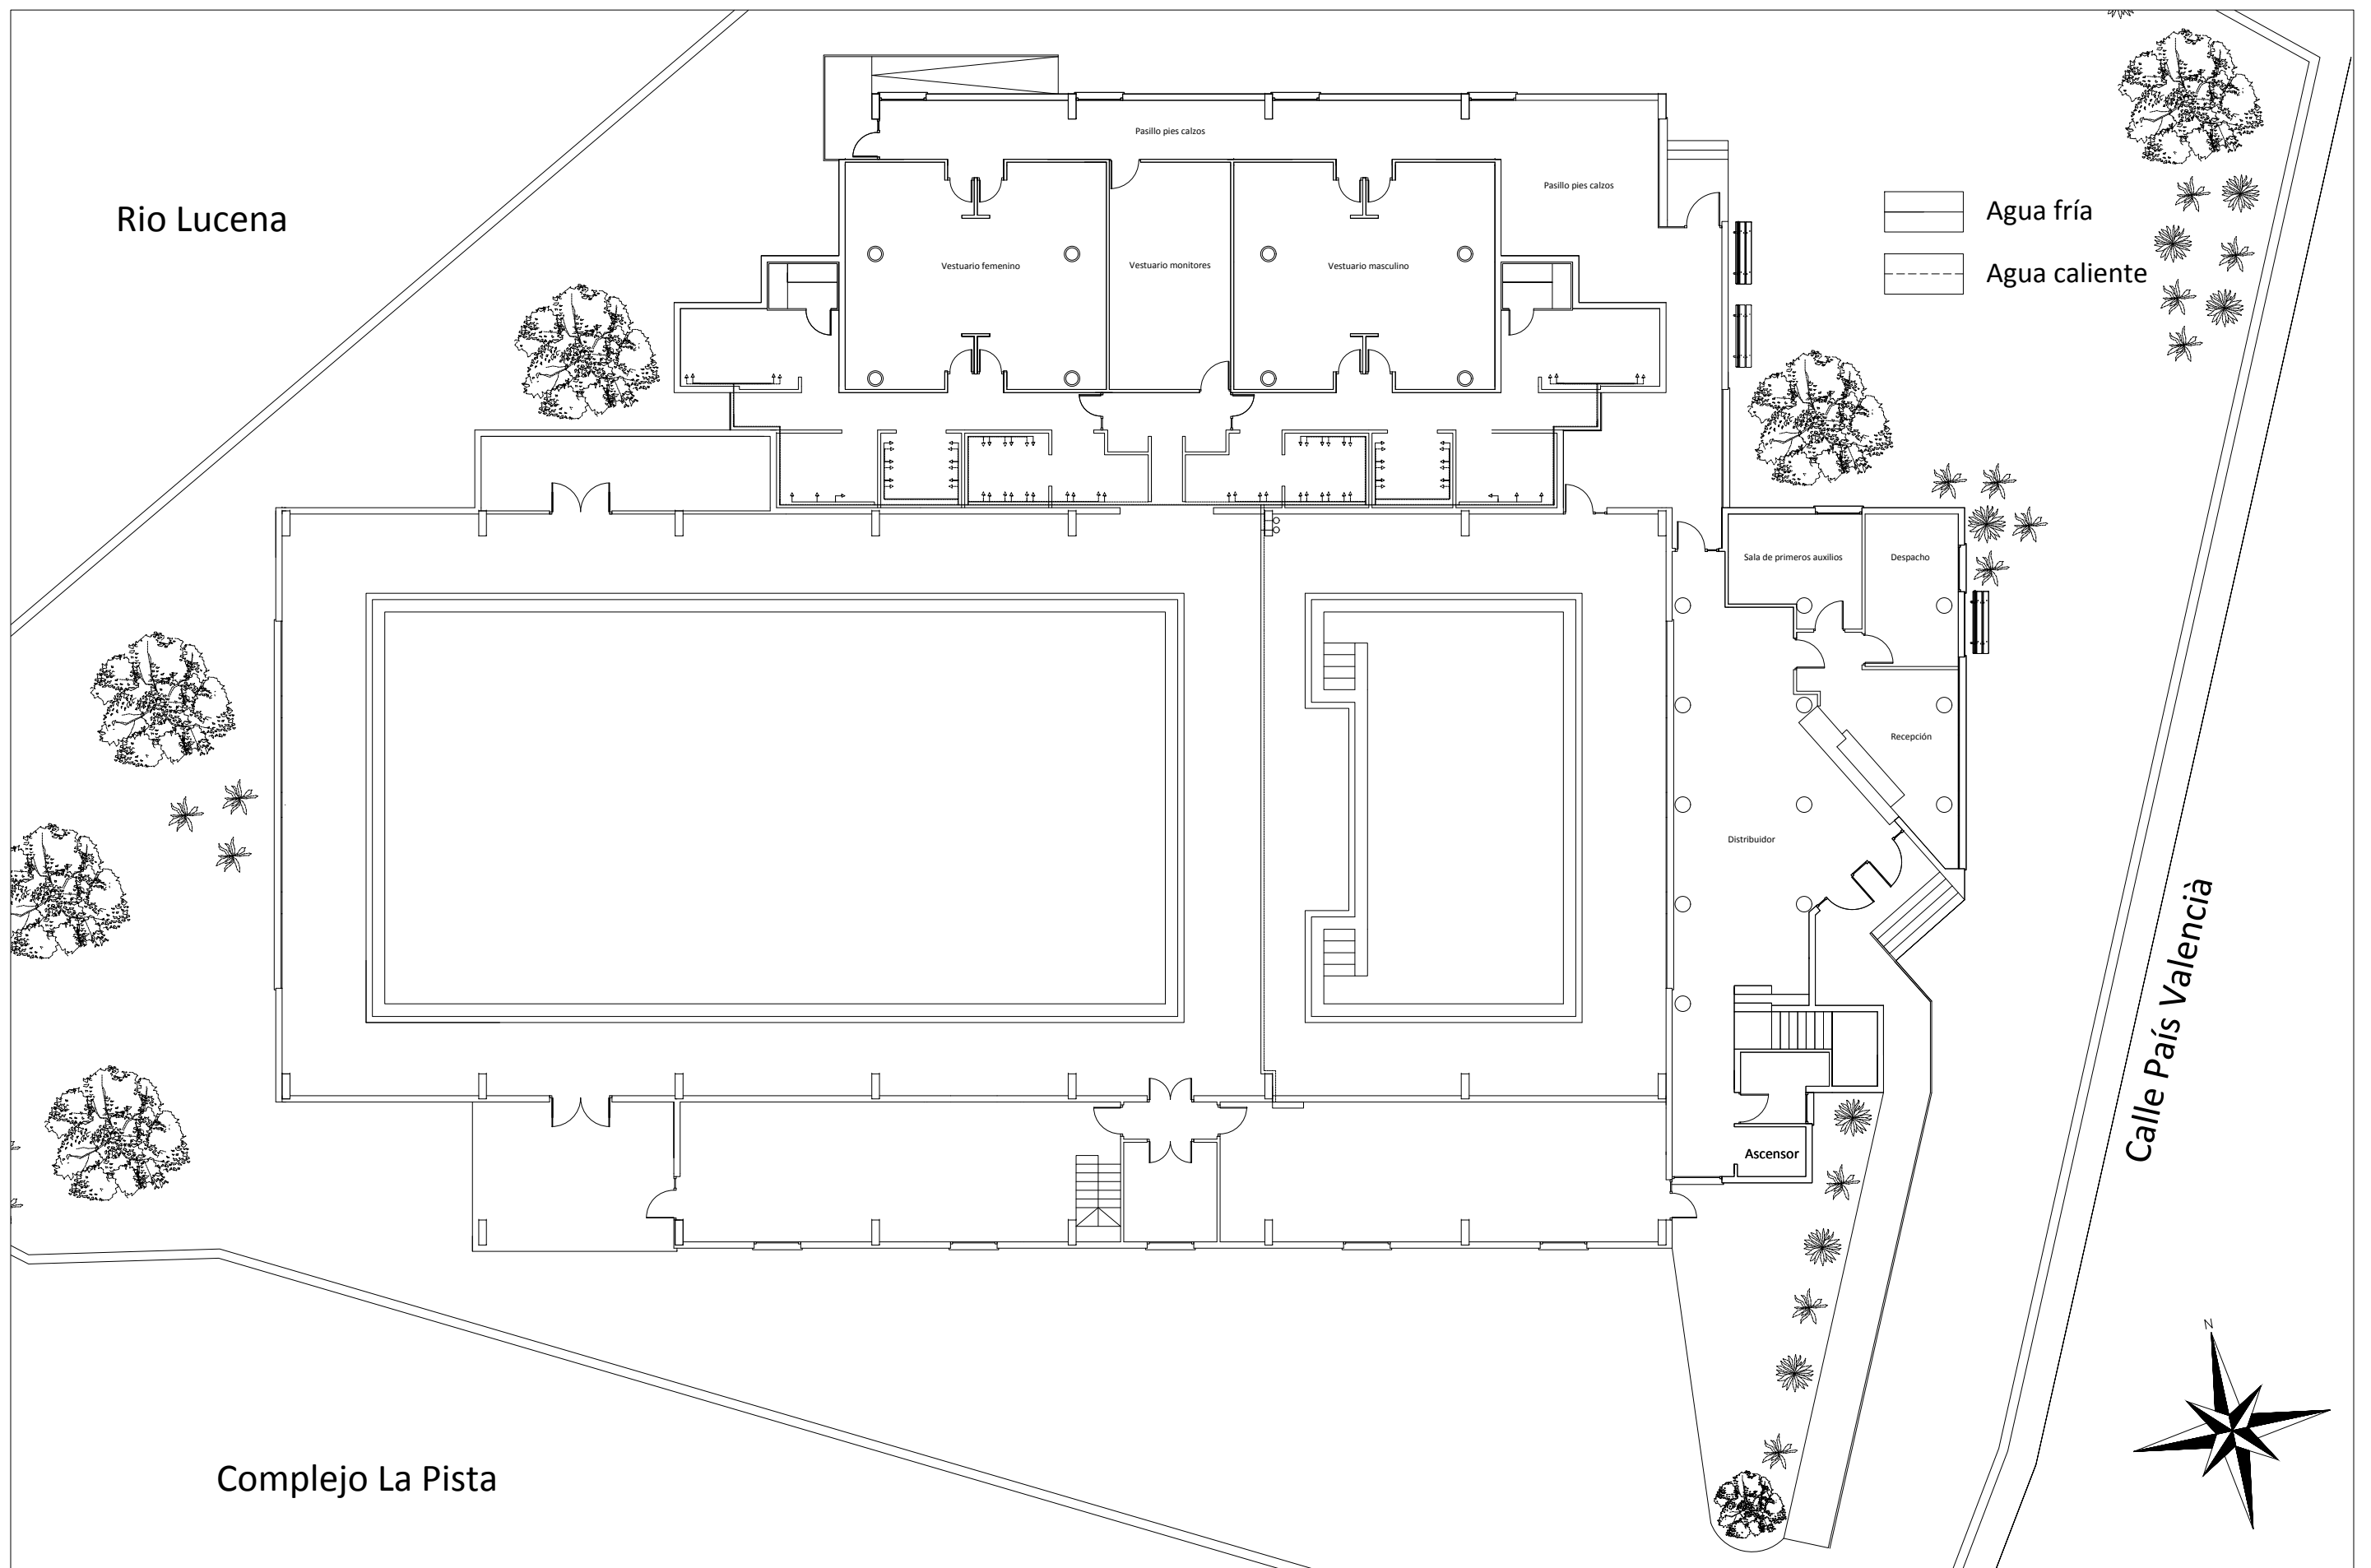 Pasillo pies calzos
Pasillo pies calzos
Rio Lucena
Agua fría
Agua caliente
Vestuario femenino
Vestuario monitores
Vestuario masculino
Sala de primeros auxilios
Despacho
Recepción
Distribuidor
Calle País Valencià
Ascensor
N
Complejo La Pista